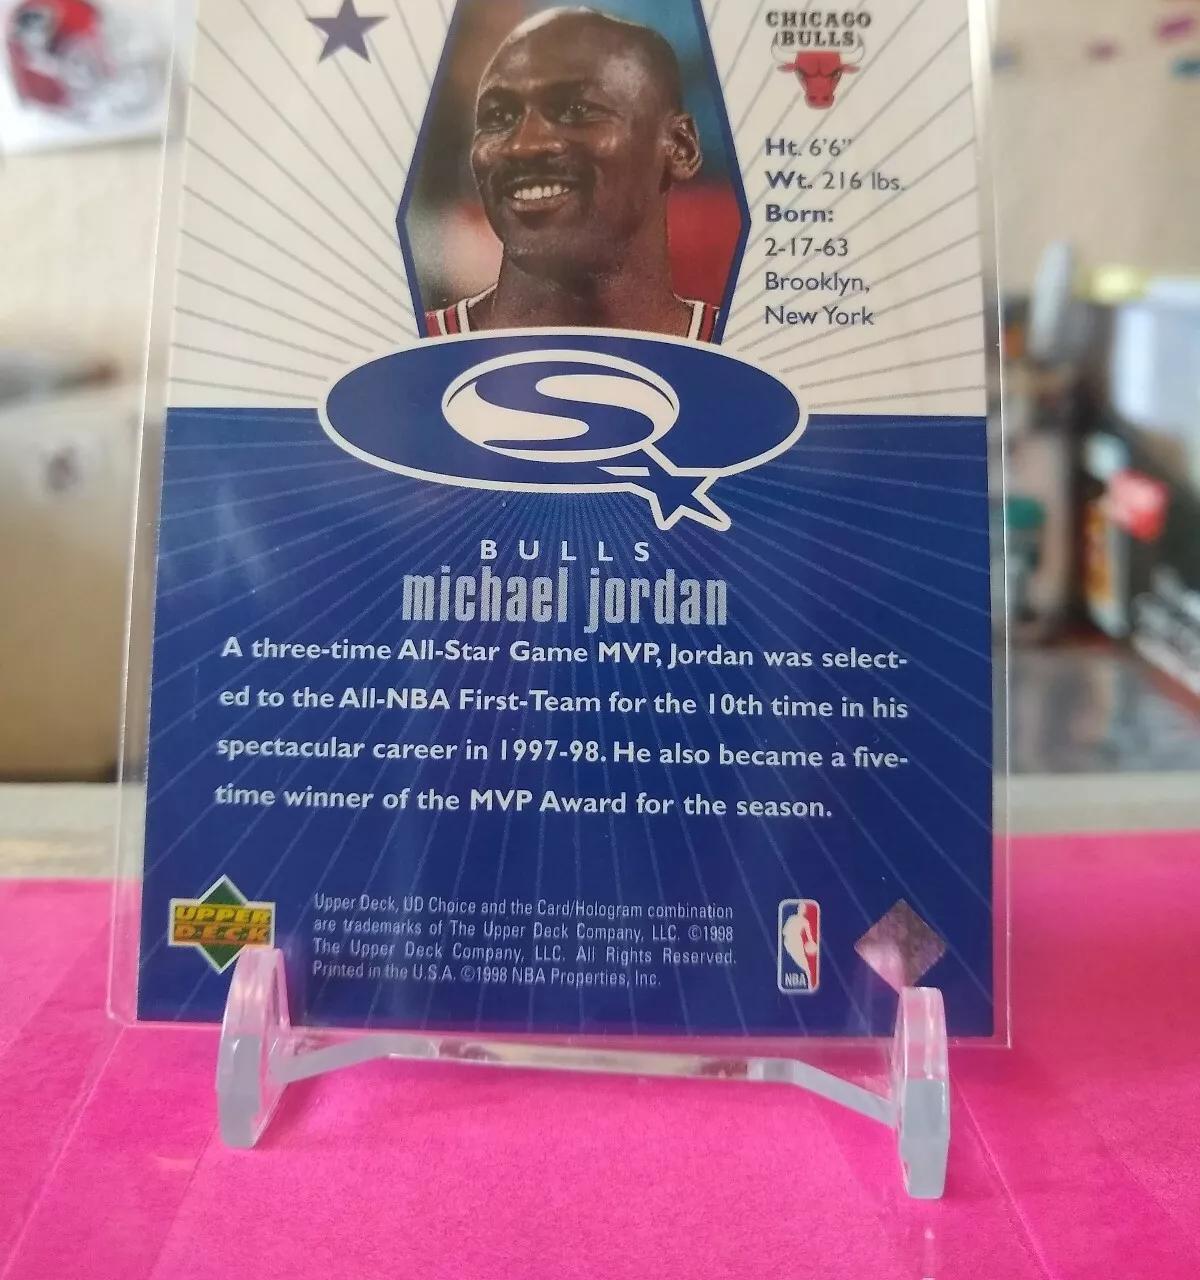 CHICAGO
BULLS
Ht. 6'6"
Wt. 216 lbs.
Born:
2-17-63
Brooklyn,
New York
S
BULLS
michael jordan
A three-time All-Star Game MVP, Jordan was select-
ed to the All-NBA First-Team for the 10th time in his
spectacular career in 1997-98. He also became a five-
time winner of the MVP Award for the season.
UPPER
DECK
Upper Deck, UD Choice and the Card/Hologram combination
are trademarks of The Upper Deck Company, LLC. ©1998
The Upper Deck Company, LLC. All Rights Reserved.
Printed in the U.S.A. ©1998 NBA Properties, Inc.
NBA